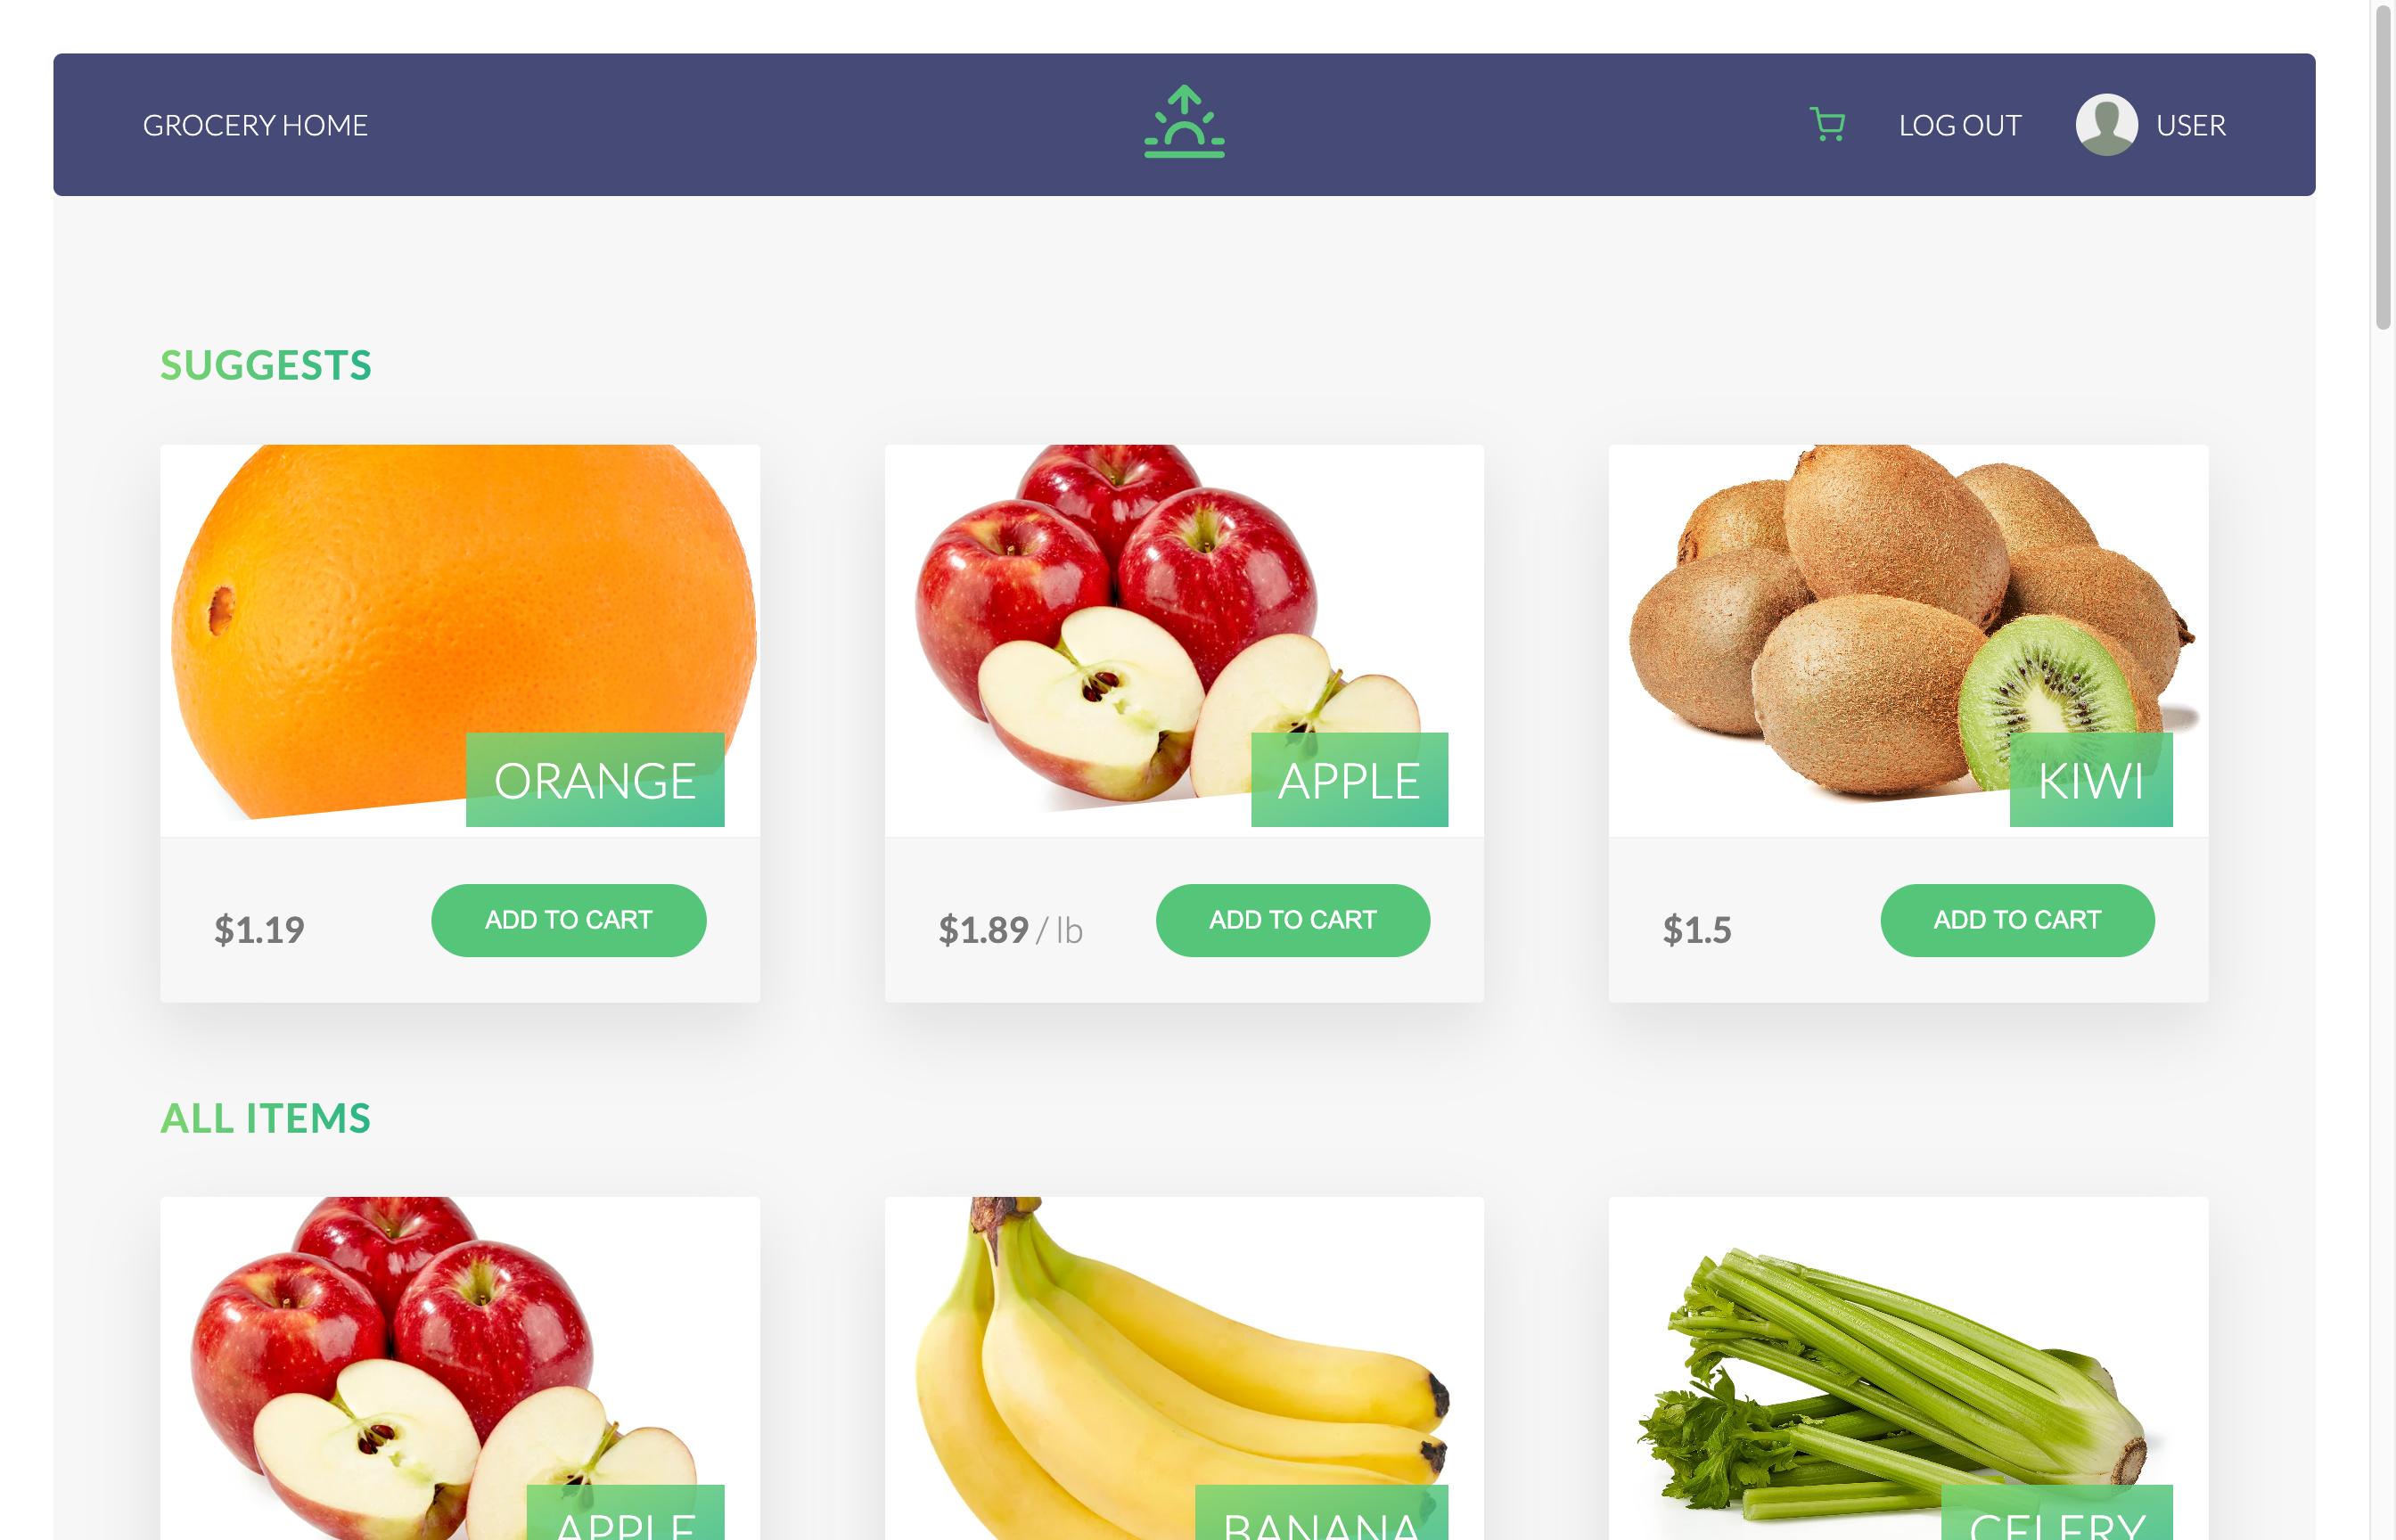 GROCERY HOME
LOG OUT
USER
SUGGESTS
ORANGE
APPLE
KIWI
$1.19
ADD TO CART
$1.89 / lb
ADD TO CART
$1.5
ADD TO CART
ALL ITEMS
APPLE
BANANA
CELERY